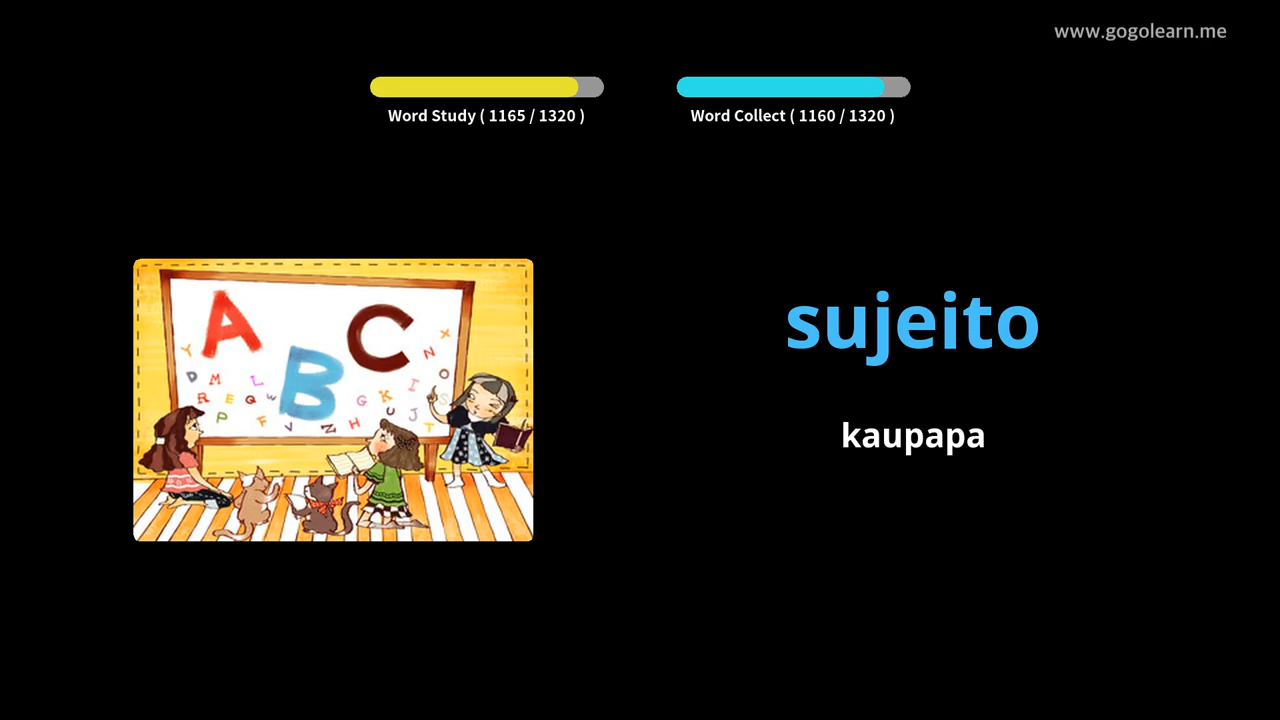 www.gogolearn.me
Word Study ( 1165 / 1320 )
Word Collect ( 1160 / 1320 )
A
B
C
sujeito
kaupapa